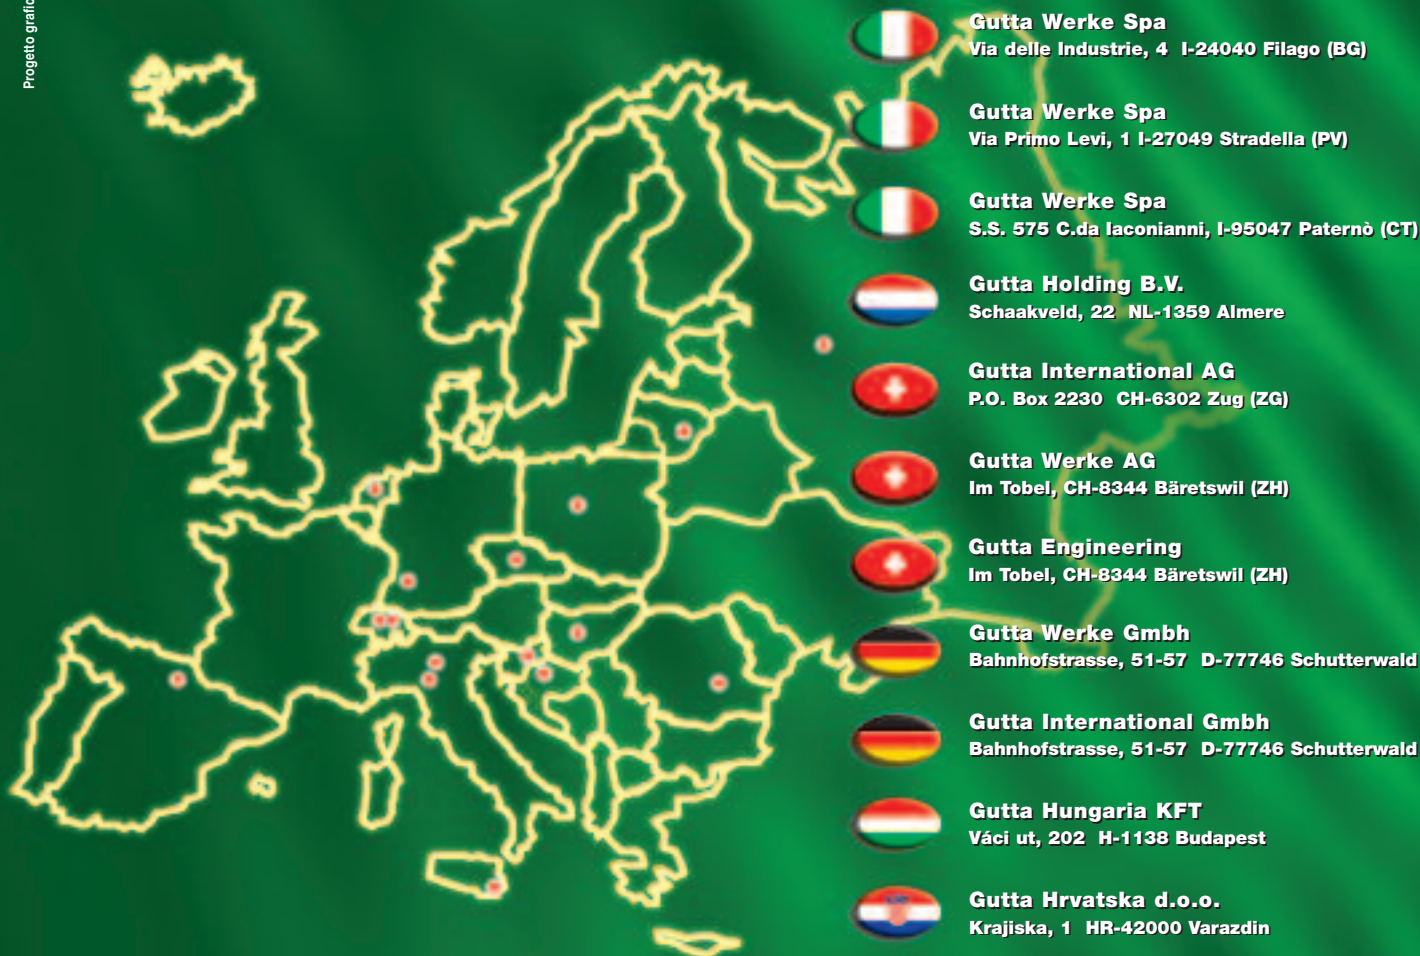 Progetto grafic
Gutta Werke Spa
Via delle Industrie, 4 I-24040 Filago (BG)
Gutta Werke Spa
Via Primo Levi, 1 I-27049 Stradella (PV)
Gutta Werke Spa
S.S. 575 C.da Iaconianni, I-95047 Paternò (CT)
Gutta Holding B.V.
Schaakveld, 22 NL-1359 Almere
Gutta International AG
P.O. Box 2230 CH-6302 Zug (ZG)
Gutta Werke AG
Im Tobel, CH-8344 Bäretswil (ZH)
Gutta Engineering
Im Tobel, CH-8344 Bäretswil (ZH)
Gutta Werke Gmbh
Bahnhofstrasse, 51-57 D-77746 Schutterwald
Gutta International Gmbh
Bahnhofstrasse, 51-57 D-77746 Schutterwald
Gutta Hungaria KFT
Váci ut, 202 H-1138 Budapest
Gutta Hrvatska d.o.o.
Krajiska, 1 HR-42000 Varazdin